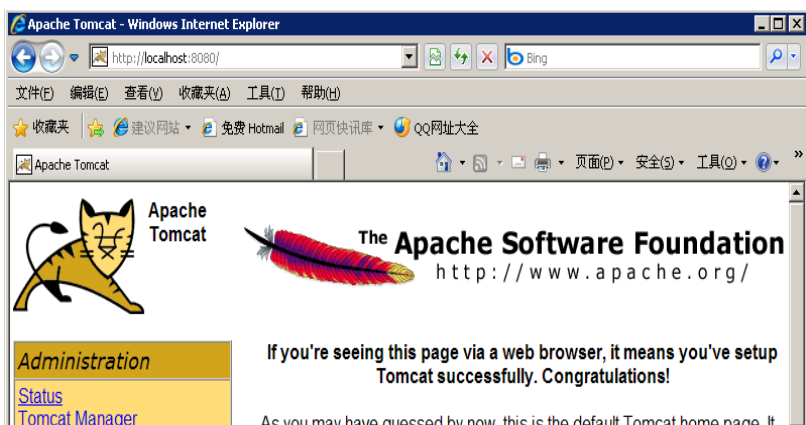 Apache Tomcat - Windows Internet Explorer
http://localhost:8080/ Bing
文件(F) 编辑(E) 查看(V) 收藏夹(A) 工具(T) 帮助(H)
收藏夹 建议网站 免费 Hotmail 网页快讯库 QQ网址大全
Apache Tomcat 页面(P) 安全(S) 工具(O) »
Apache
Tomcat
The Apache Software Foundation
http://www.apache.org/
Administration
Status
Tomcat Manager
If you're seeing this page via a web browser, it means you've setup
Tomcat successfully. Congratulations!
As you may have guessed by now, this is the default Tomcat home page. It